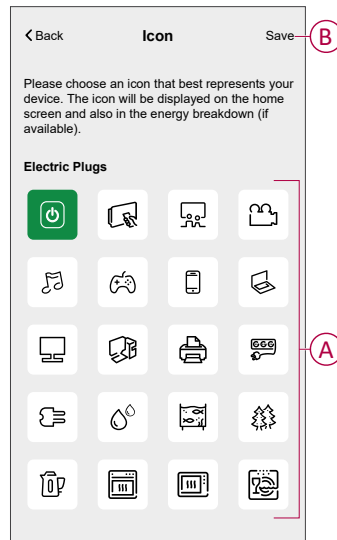 Back Icon Save B
Please choose an icon that best represents your
device. The icon will be displayed on the home
screen and also in the energy breakdown (if
available).
Electric Plugs
A